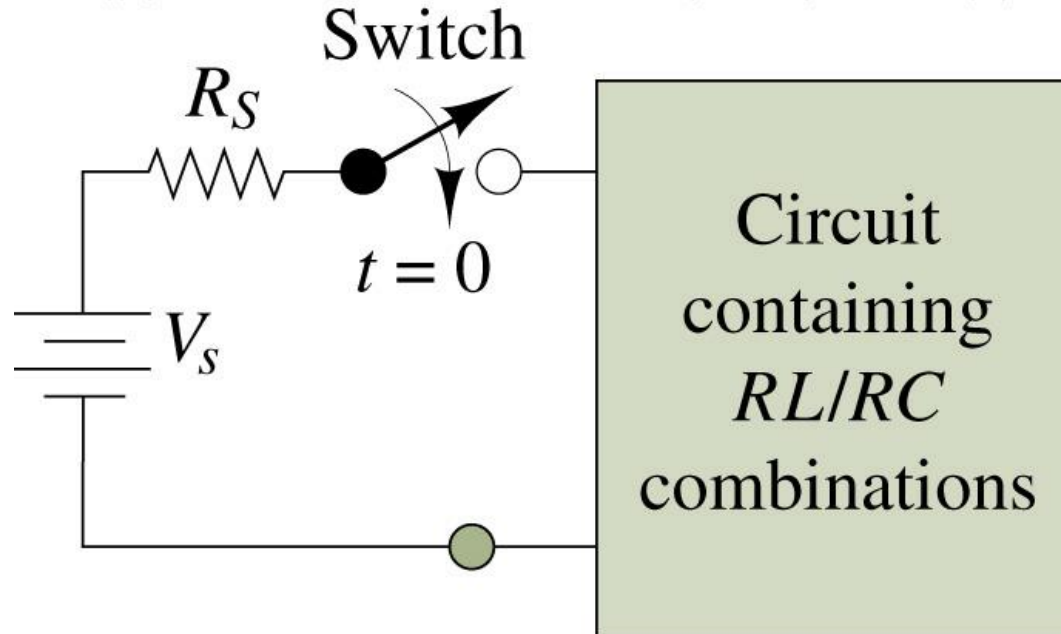 Switch
R_S
t = 0
V_s
Circuit
containing
RL/RC
combinations